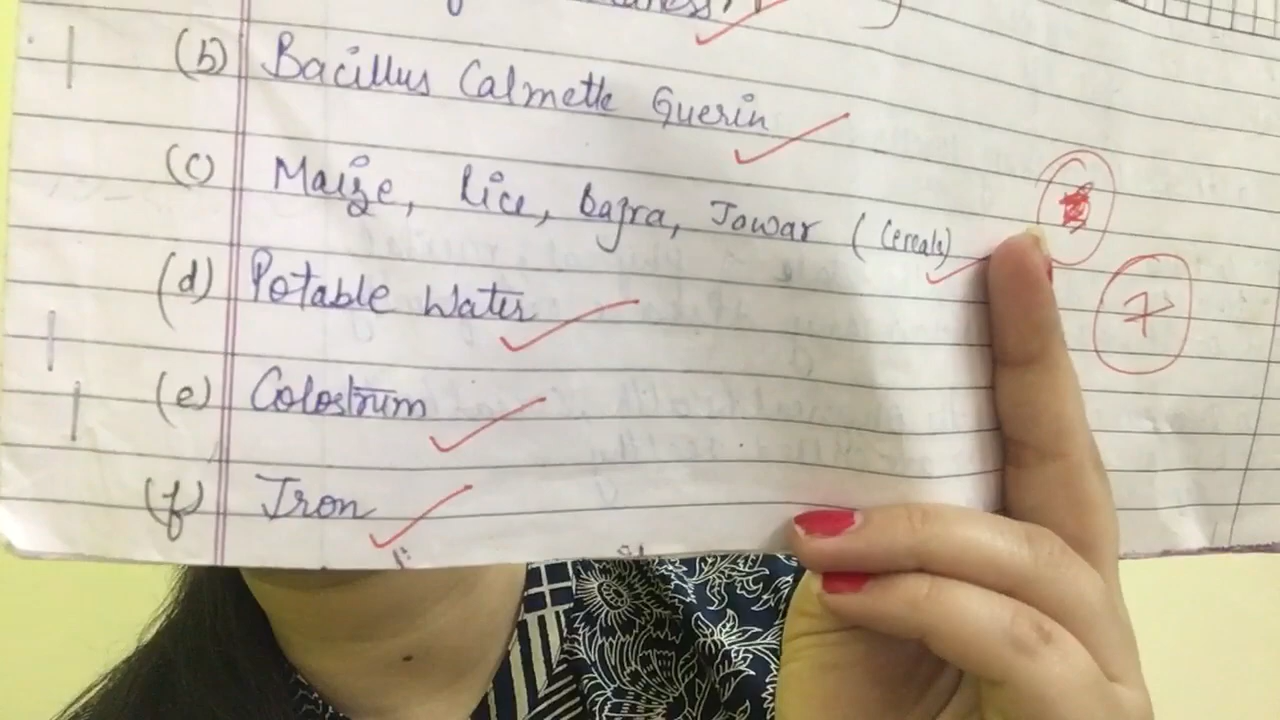 (b) Bacillus Calmette Guerin
(c) Maize, Rice, Bajra, Jowar (Cereals)
(d) Potable Water
(e) Colostrum
(f) Iron
7